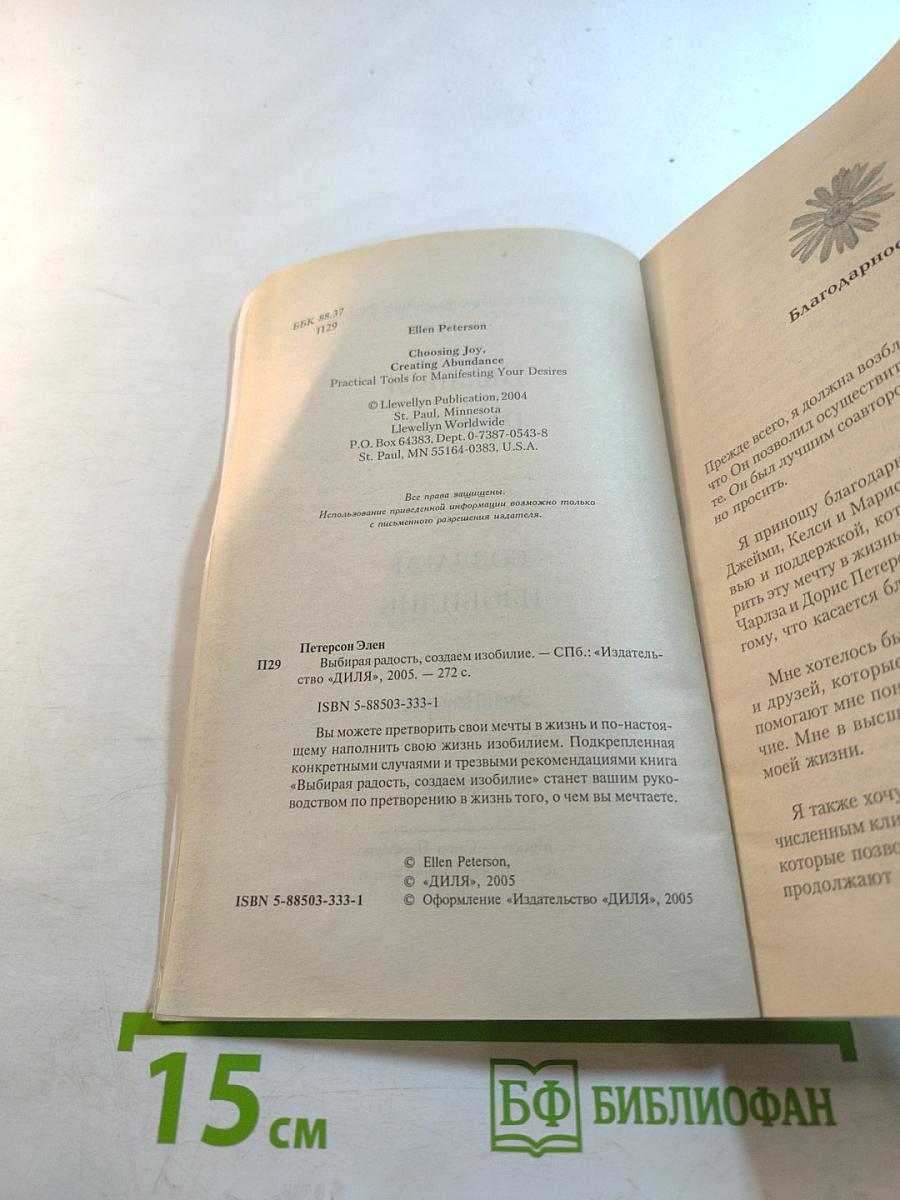 ББК 88.37
П29
Ellen Peterson
Choosing Joy,
Creating Abundance
Practical Tools for Manifesting Your Desires
© Llewellyn Publication, 2004
St. Paul, Minnesota
Llewellyn Worldwide
P.O. Box 64383, Dept. 0-7387-0543-8
St. Paul, MN 55164-0383, U.S.A.
Все права защищены.
Использование приведенной информации возможно только
с письменного разрешения издателя.
Петерсон Элен
П29 Выбирая радость, создаем изобилие. — СПб.: «Издатель-
ство «ДИЛЯ», 2005. — 272 с.
ISBN 5-88503-333-1
Вы можете претворить свои мечты в жизнь и по-настоя-
щему наполнить свою жизнь изобилием. Подкрепленная
конкретными случаями и трезвыми рекомендациями книга
«Выбирая радость, создаем изобилие» станет вашим руко-
водством по претворению в жизнь того, о чем вы мечтаете.
© Ellen Peterson,
© «ДИЛЯ», 2005
ISBN 5-88503-333-1 © Оформление «Издательство «ДИЛЯ», 2005
Благодарнос
Прежде всего, я должна возбл
что Он позволил осуществит
те. Он был лучшим соавторо
но просить.
Я приношу благодарн
Джейми, Келси и Марис
вью и поддержкой, кот
рить эту мечту в жизнь
Чарлза и Дорис Петерс
гому, что касается бл
Мне хотелось бы
и друзей, которые
помогают мне пон
чие. Мне в высш
моей жизни.
Я также хочу
численным кли
которые позво
продолжают
15 см
БФ БИБЛИОФАН